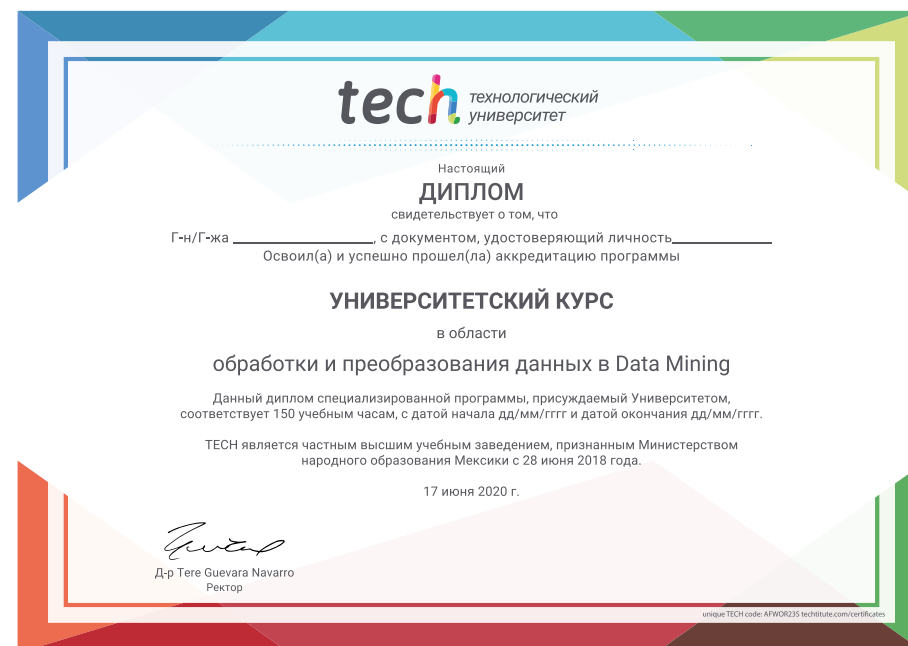 tech технологический
университет
Настоящий
ДИПЛОМ
свидетельствует о том, что
Г-н/Г-жа ____________, с документом, удостоверяющий личность____________
Освоил(а) и успешно прошел(ла) аккредитацию программы
УНИВЕРСИТЕТСКИЙ КУРС
в области
обработки и преобразования данных в Data Mining
Данный диплом специализированной программы, присуждаемый Университетом,
соответствует 150 учебным часам, с датой начала дд/мм/гггг и датой окончания дд/мм/гггг.
TECH является частным высшим учебным заведением, признанным Министерством
народного образования Мексики с 28 июня 2018 года.
17 июня 2020 г.
Д-р Tere Guevara Navarro
Ректор
unique TECH code: AFWOR23S techtitute.com/certificates